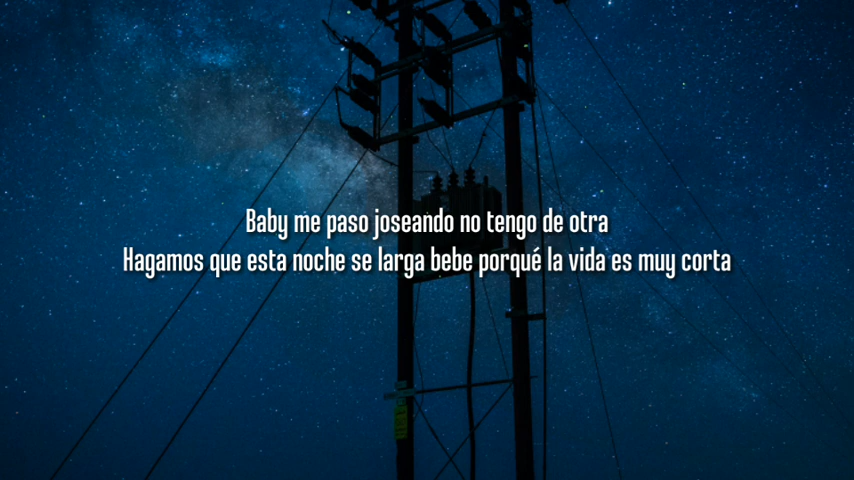 Baby me paso joseando no tengo de otra
Hagamos que esta noche se larga bebe porqué la vida es muy corta